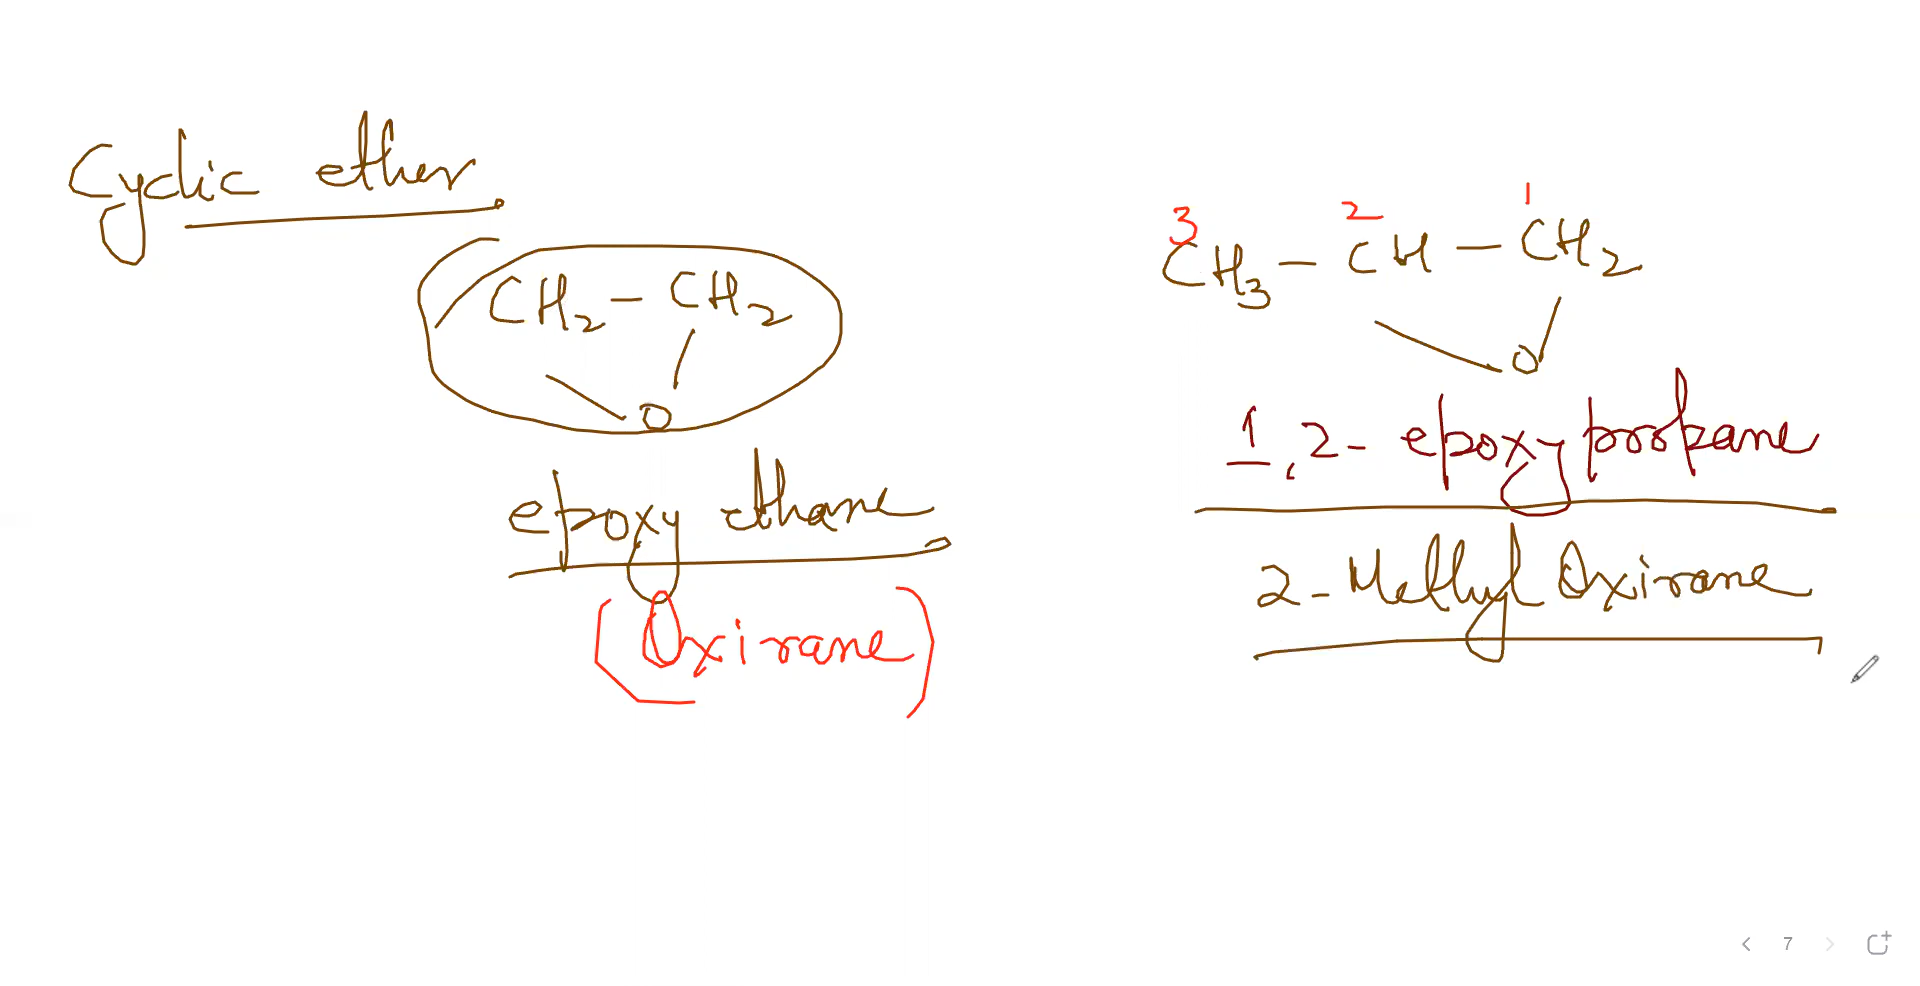 Cyclic ether
CH2 - CH2
O
epoxy ethane
(Oxirane)
3 2 1
CH3 - CH - CH2
O
1,2- epoxy propane
2-Methyl Oxirane
7